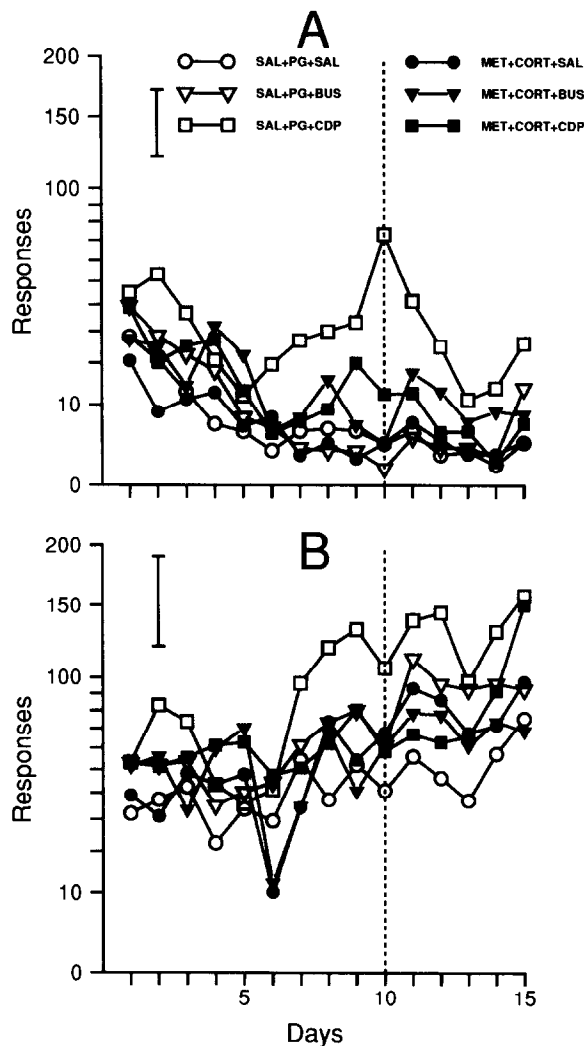 A
200
150
100
10
0
Responses
SAL+PG+SAL
SAL+PG+BUS
SAL+PG+CDP
MET+CORT+SAL
MET+CORT+BUS
MET+CORT+CDP
B
200
150
100
10
0
Responses
5 10 15
Days